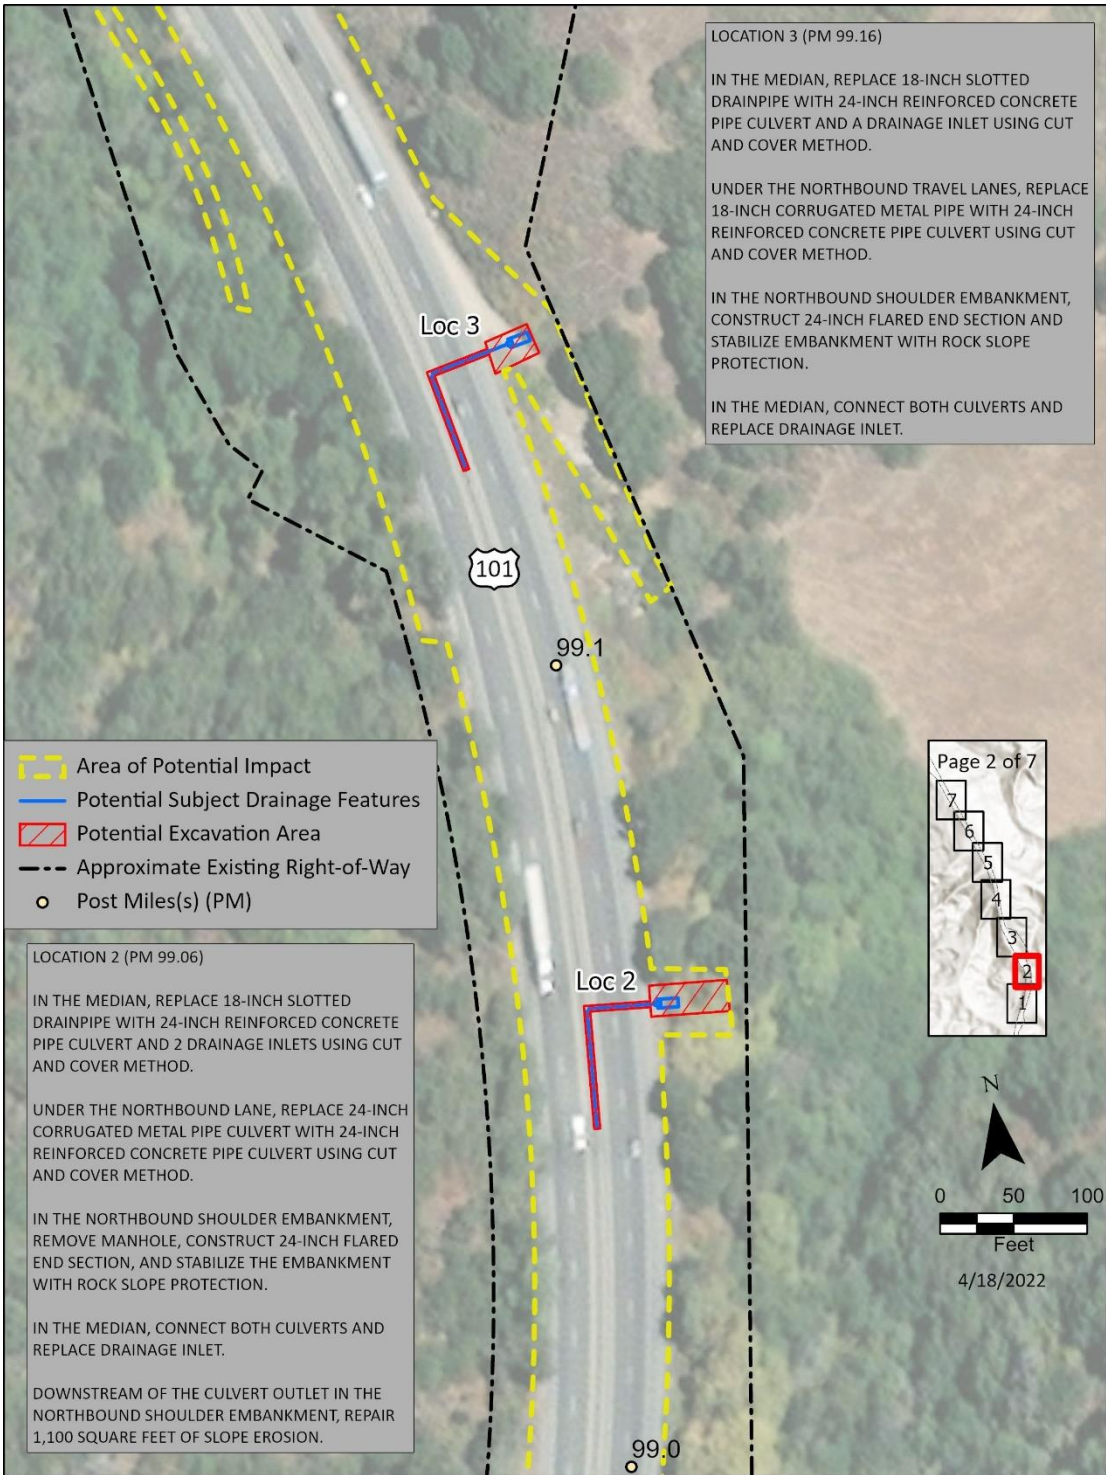 LOCATION 3 (PM 99.16)
IN THE MEDIAN, REPLACE 18-INCH SLOTTED
DRAINPIPE WITH 24-INCH REINFORCED CONCRETE
PIPE CULVERT AND A DRAINAGE INLET USING CUT
AND COVER METHOD.
UNDER THE NORTHBOUND TRAVEL LANES, REPLACE
18-INCH CORRUGATED METAL PIPE WITH 24-INCH
REINFORCED CONCRETE PIPE CULVERT USING CUT
AND COVER METHOD.
IN THE NORTHBOUND SHOULDER EMBANKMENT,
CONSTRUCT 24-INCH FLARED END SECTION AND
STABILIZE EMBANKMENT WITH ROCK SLOPE
PROTECTION.
IN THE MEDIAN, CONNECT BOTH CULVERTS AND
REPLACE DRAINAGE INLET.
Loc 3
101
99.1
Area of Potential Impact
Potential Subject Drainage Features
Potential Excavation Area
Approximate Existing Right-of-Way
Post Miles(s) (PM)
Page 2 of 7
7
6
5
4
3
2
1
Loc 2
LOCATION 2 (PM 99.06)
IN THE MEDIAN, REPLACE 18-INCH SLOTTED
DRAINPIPE WITH 24-INCH REINFORCED CONCRETE
PIPE CULVERT AND 2 DRAINAGE INLETS USING CUT
AND COVER METHOD.
UNDER THE NORTHBOUND LANE, REPLACE 24-INCH
CORRUGATED METAL PIPE CULVERT WITH 24-INCH
REINFORCED CONCRETE PIPE CULVERT USING CUT
AND COVER METHOD.
IN THE NORTHBOUND SHOULDER EMBANKMENT,
REMOVE MANHOLE, CONSTRUCT 24-INCH FLARED
END SECTION, AND STABILIZE THE EMBANKMENT
WITH ROCK SLOPE PROTECTION.
IN THE MEDIAN, CONNECT BOTH CULVERTS AND
REPLACE DRAINAGE INLET.
DOWNSTREAM OF THE CULVERT OUTLET IN THE
NORTHBOUND SHOULDER EMBANKMENT, REPAIR
1,100 SQUARE FEET OF SLOPE EROSION.
N
0 50 100
Feet
4/18/2022
99.0